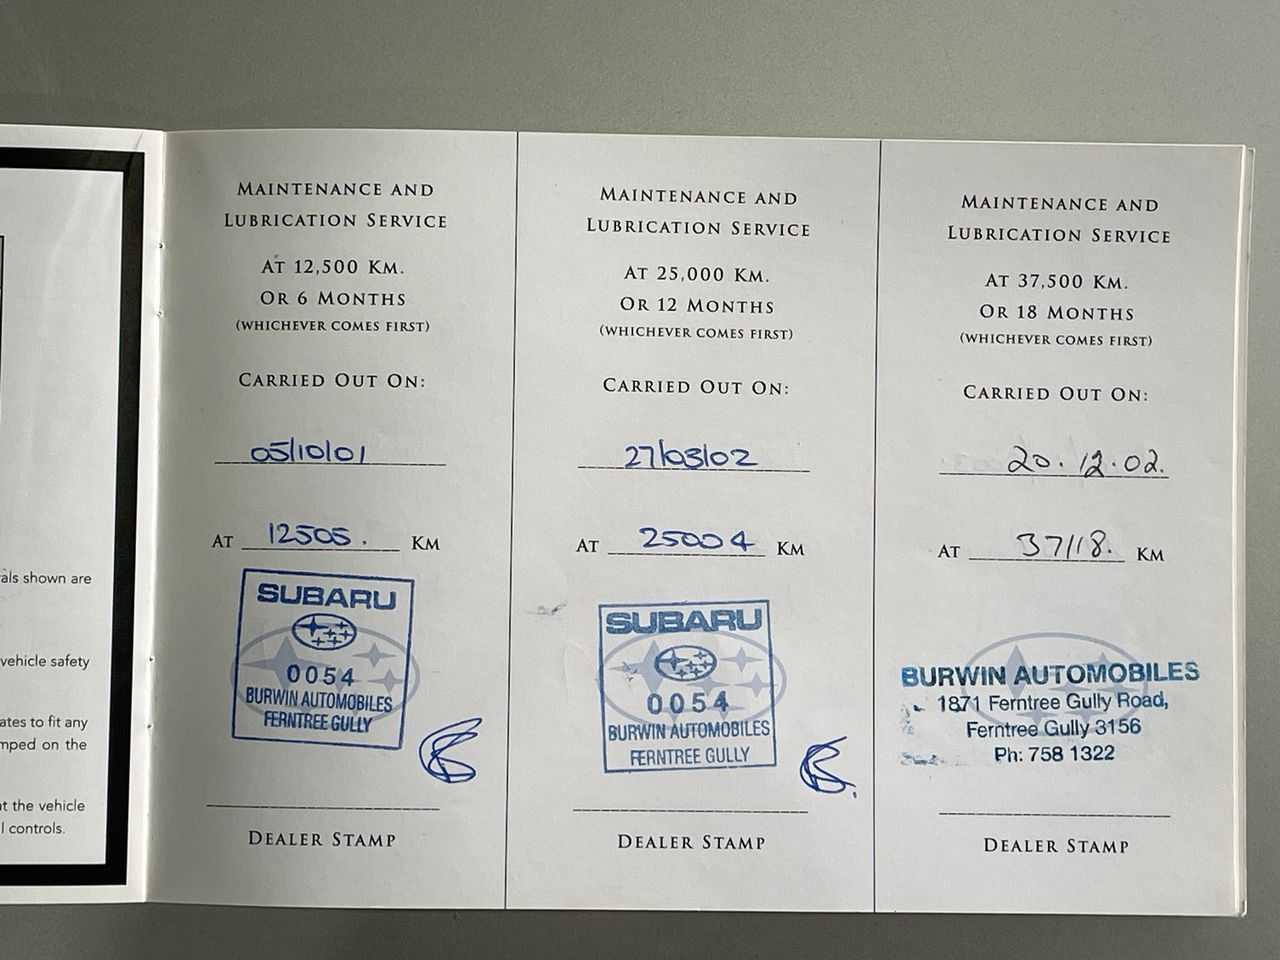 als shown are
vehicle safety
ates to fit any
mped on the
at the vehicle
l controls.
MAINTENANCE AND
LUBRICATION SERVICE
AT 12,500 KM.
OR 6 MONTHS
(WHICHEVER COMES FIRST)
CARRIED OUT ON:
05/10/01
AT 12505. KM
SUBARU
0054
BURWIN AUTOMOBILES
FERNTREE GULLY
DEALER STAMP
MAINTENANCE AND
LUBRICATION SERVICE
AT 25,000 KM.
OR 12 MONTHS
(WHICHEVER COMES FIRST)
CARRIED OUT ON:
27/03/02
AT 25004 KM
SUBARU
0054
BURWIN AUTOMOBILES
FERNTREE GULLY
DEALER STAMP
MAINTENANCE AND
LUBRICATION SERVICE
AT 37,500 KM.
OR 18 MONTHS
(WHICHEVER COMES FIRST)
CARRIED OUT ON:
20.12.02.
AT 37118. KM
BURWIN AUTOMOBILES
1871 Ferntree Gully Road,
Ferntree Gully 3156
Ph: 758 1322
DEALER STAMP